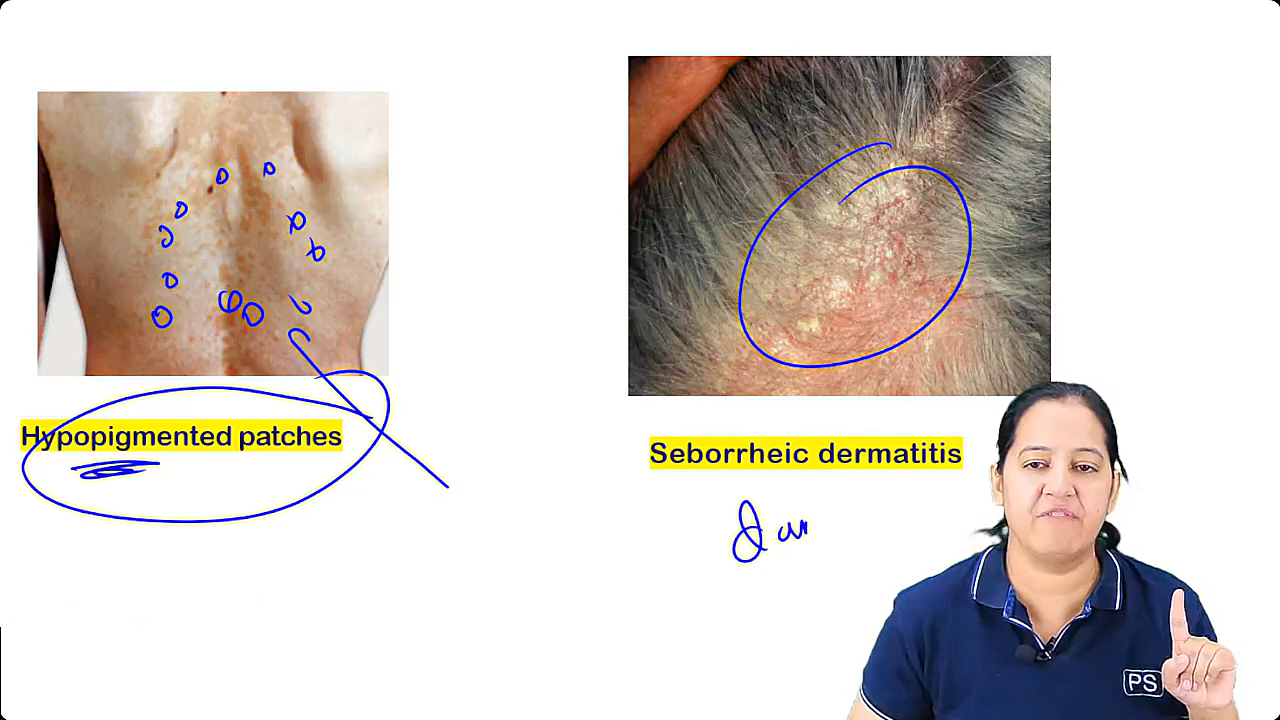 Hypopigmented patches
Seborrheic dermatitis
PS